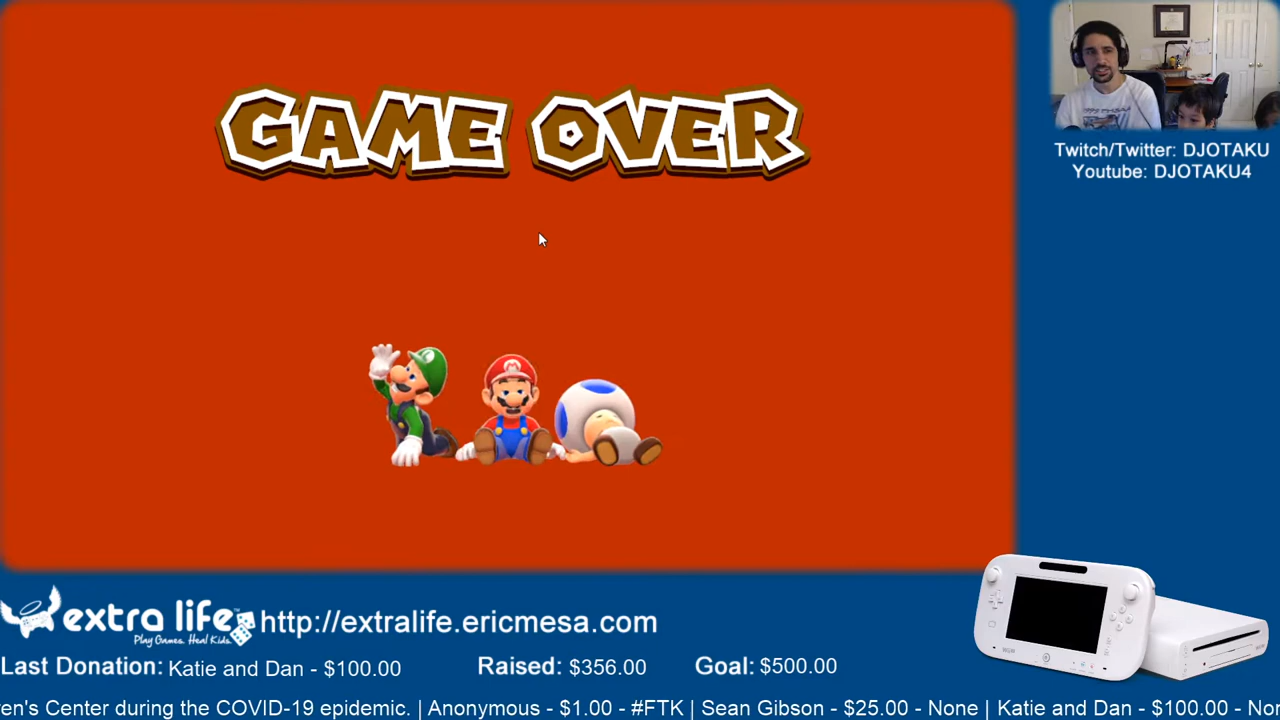 GAME OVER
Twitch/Twitter: DJOTAKU
Youtube: DJOTAKU4
extra life
Play Games. Heal Kids.
http://extralife.ericmesa.com
Last Donation: Katie and Dan - $100.00 Raised: $356.00 Goal: $500.00
en's Center during the COVID-19 epidemic. | Anonymous - $1.00 - #FTK | Sean Gibson - $25.00 - None | Katie and Dan - $100.00 - Non